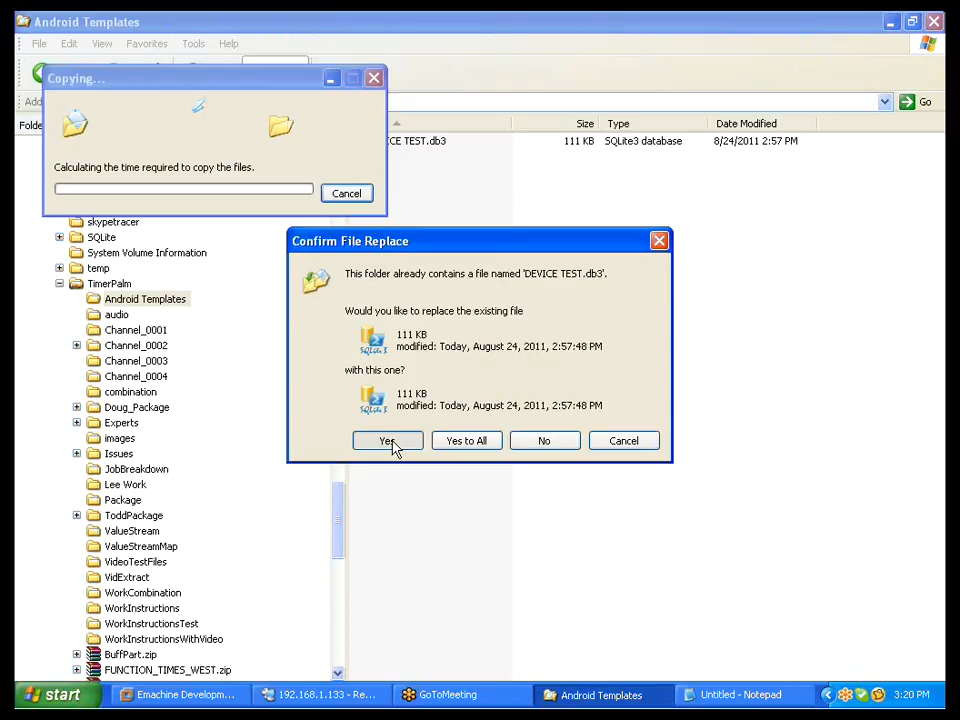 Android Templates
File Edit View Favorites Tools Help
Copying...
Go
Size Type Date Modified
CE TEST.db3 111 KB SQLite3 database 8/24/2011 2:57 PM
Calculating the time required to copy the files.
Cancel
skypetracer
SQLite
System Volume Information
temp
TimerPalm
Android Templates
audio
Channel_0001
Channel_0002
Channel_0003
Channel_0004
combination
Doug_Package
Experts
images
Issues
JobBreakdown
Lee Work
Package
ToddPackage
ValueStream
ValueStreamMap
VideoTestFiles
VidExtract
WorkCombination
WorkInstructions
WorkInstructionsTest
WorkInstructionsWithVideo
BuffPart.zip
FUNCTION_TIMES_WEST.zip
Confirm File Replace
This folder already contains a file named 'DEVICE TEST.db3'.
Would you like to replace the existing file
111 KB
modified: Today, August 24, 2011, 2:57:48 PM
with this one?
111 KB
modified: Today, August 24, 2011, 2:57:48 PM
Yes Yes to All No Cancel
start Emachine Developm... 192.168.1.133 - Re... GoToMeeting Android Templates Untitled - Notepad 3:20 PM